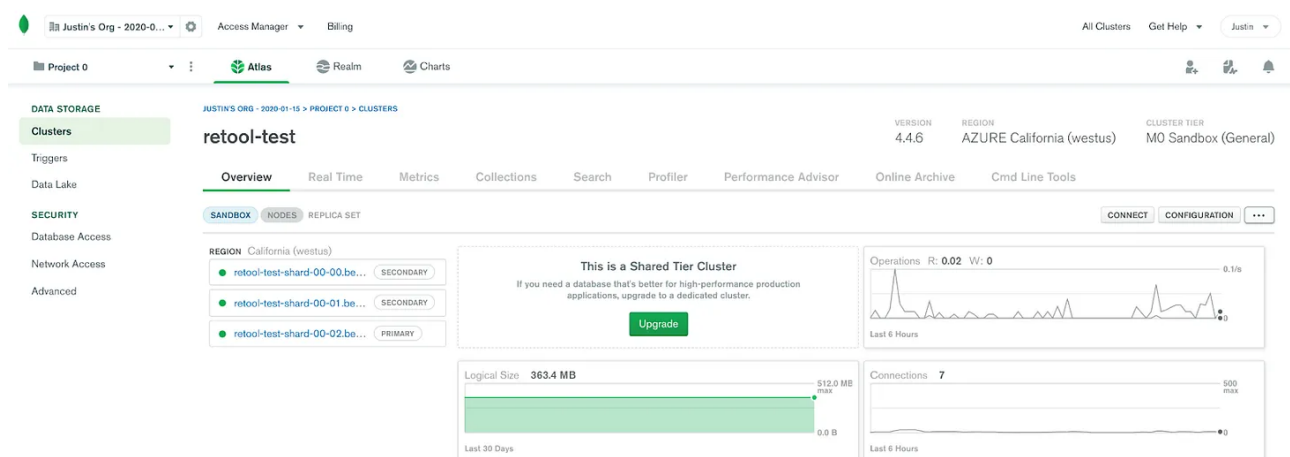 Justin's Org - 2020-0... Access Manager Billing All Clusters Get Help Justin
Project 0 Atlas Realm Charts
DATA STORAGE
Clusters
Triggers
Data Lake
SECURITY
Database Access
Network Access
Advanced
JUSTIN'S ORG - 2020-01-15 > PROJECT 0 > CLUSTERS
retool-test
VERSION
4.4.6
REGION
AZURE California (westus)
CLUSTER TIER
M0 Sandbox (General)
Overview Real Time Metrics Collections Search Profiler Performance Advisor Online Archive Cmd Line Tools
SANDBOX NODES REPLICA SET CONNECT CONFIGURATION ...
REGION California (westus)
retool-test-shard-00-00.be... SECONDARY
retool-test-shard-00-01.be... SECONDARY
retool-test-shard-00-02.be... PRIMARY
This is a Shared Tier Cluster
If you need a database that's better for high-performance production
applications, upgrade to a dedicated cluster.
Upgrade
Operations R: 0.02 W: 0
0.1/s
0
Last 6 Hours
Logical Size 363.4 MB
512.0 MB
max
0.0 B
Last 30 Days
Connections 7
500
max
0
Last 6 Hours